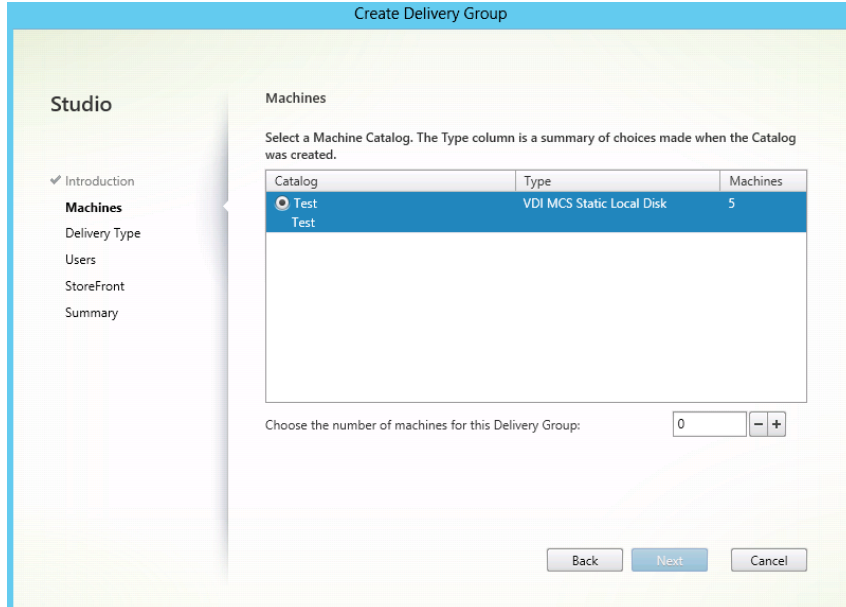 Create Delivery Group
Studio
Introduction
Machines
Delivery Type
Users
StoreFront
Summary
Machines
Select a Machine Catalog. The Type column is a summary of choices made when the Catalog
was created.
Catalog Type Machines
Test VDI MCS Static Local Disk 5
Test
Choose the number of machines for this Delivery Group: 0 - +
Back Next Cancel